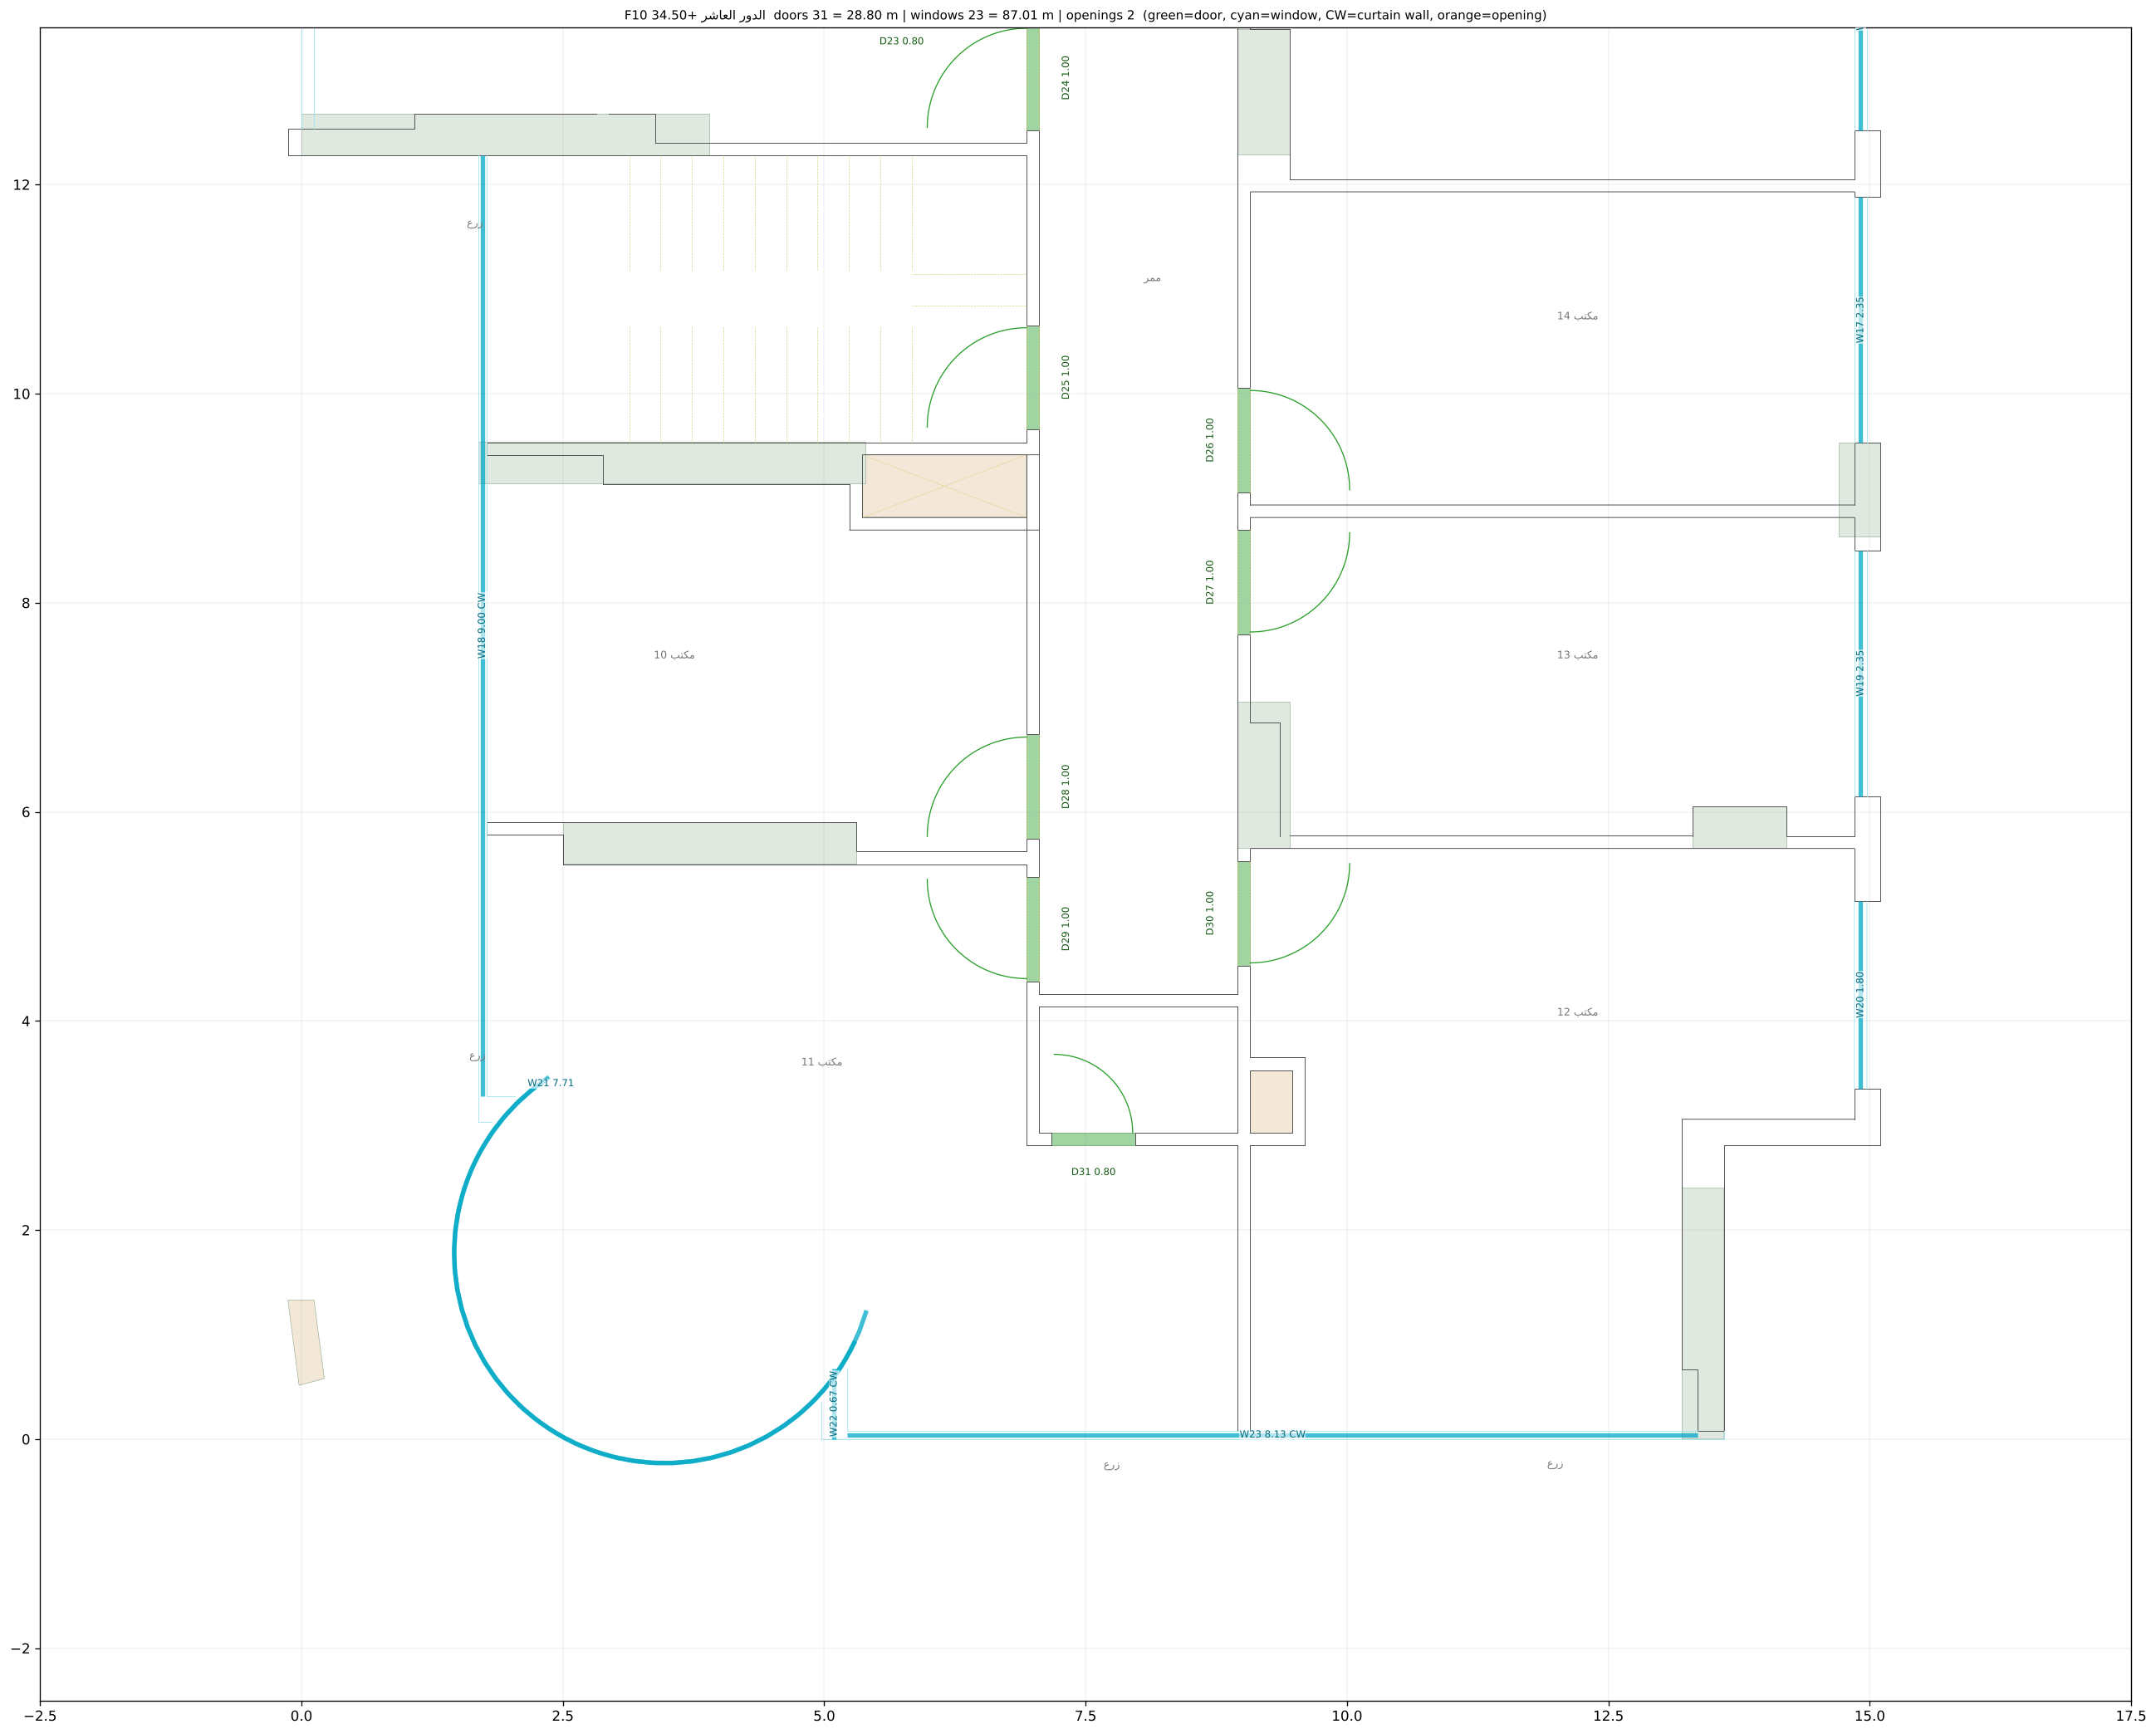 F10 34.50+ الدور العاشر  doors 31 = 28.80 m | windows 23 = 87.01 m | openings 2  (green=door, cyan=window, CW=curtain wall, orange=opening)
D23 0.80
D24 1.00
12
زرع
ممر
مكتب 14
W17 2.35
D25 1.00
10
D26 1.00
8
W18 9.00 CW
D27 1.00
مكتب 10
مكتب 13
W19 2.35
6
D28 1.00
D29 1.00
D30 1.00
4
زرع
مكتب 11
مكتب 12
W20 1.80
W21 7.71
D31 0.80
2
W22 0.67 CW
0
W23 8.13 CW
زرع
زرع
−2
−2.5 0.0 2.5 5.0 7.5 10.0 12.5 15.0 17.5